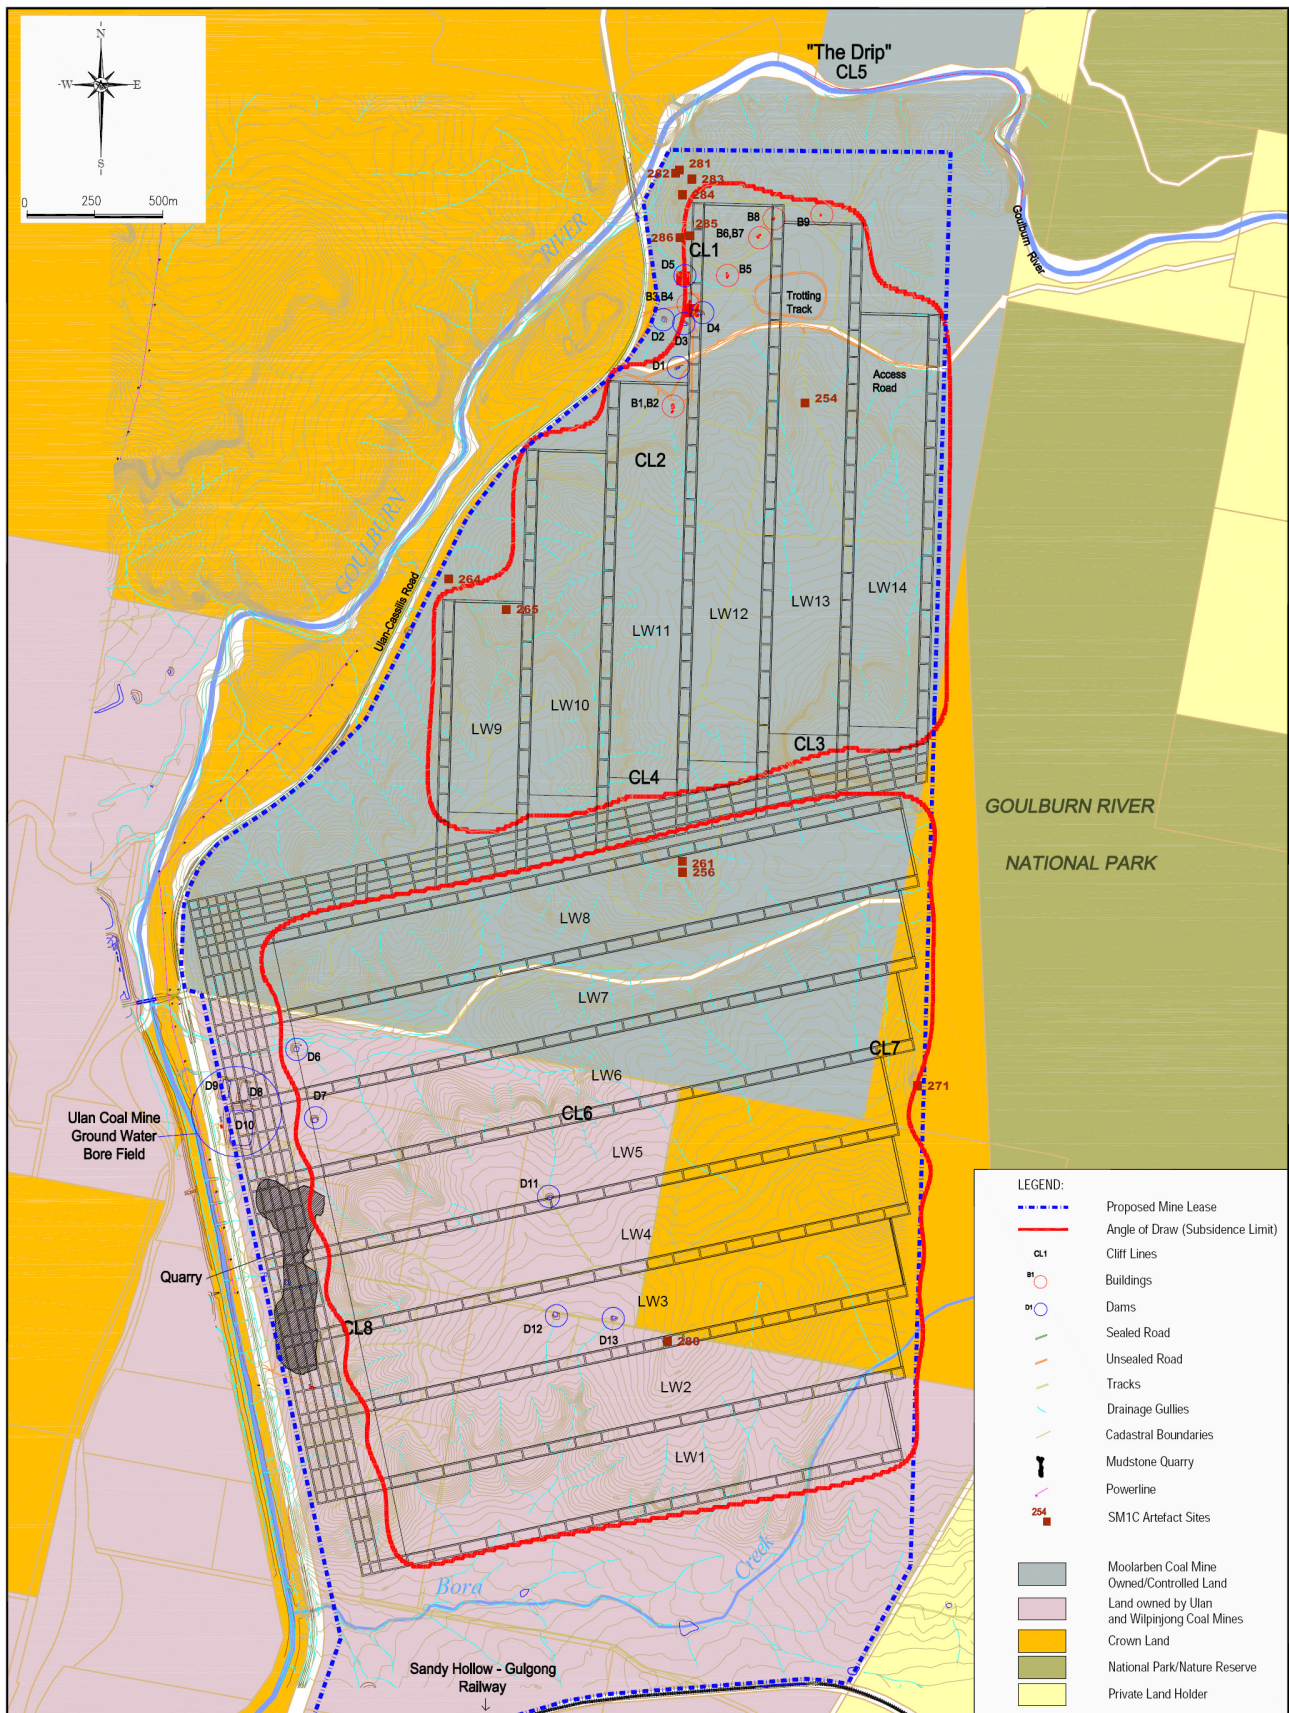 N
W
E
S
0
250
500m
"The Drip"
CL5
281
282
283
284
285
286
CL1
B8
B9
B6,B7
D5
B5
B3,B4
Trotting
Track
D2
D3
D4
D1
Access
Road
B1,B2
254
CL2
RIVER
GOULBURN
Goulburn River
Ulan-Cassilis Road
264
265
LW14
LW13
LW12
LW11
LW10
LW9
CL3
CL4
GOULBURN RIVER
NATIONAL PARK
261
256
LW8
LW7
D6
CL7
LW6
271
D9
D8
D7
CL6
D10
Ulan Coal Mine
Ground Water
Bore Field
LW5
D11
LW4
Quarry
LW3
CL8
D12
D13
280
LW2
LW1
Bora
Creek
Sandy Hollow - Gulgong
Railway
LEGEND:
Proposed Mine Lease
Angle of Draw (Subsidence Limit)
CL1
Cliff Lines
B1
Buildings
D1
Dams
Sealed Road
Unsealed Road
Tracks
Drainage Gullies
Cadastral Boundaries
Mudstone Quarry
Powerline
254
SM1C Artefact Sites
Moolarben Coal Mine
Owned/Controlled Land
Land owned by Ulan
and Wilpinjong Coal Mines
Crown Land
National Park/Nature Reserve
Private Land Holder